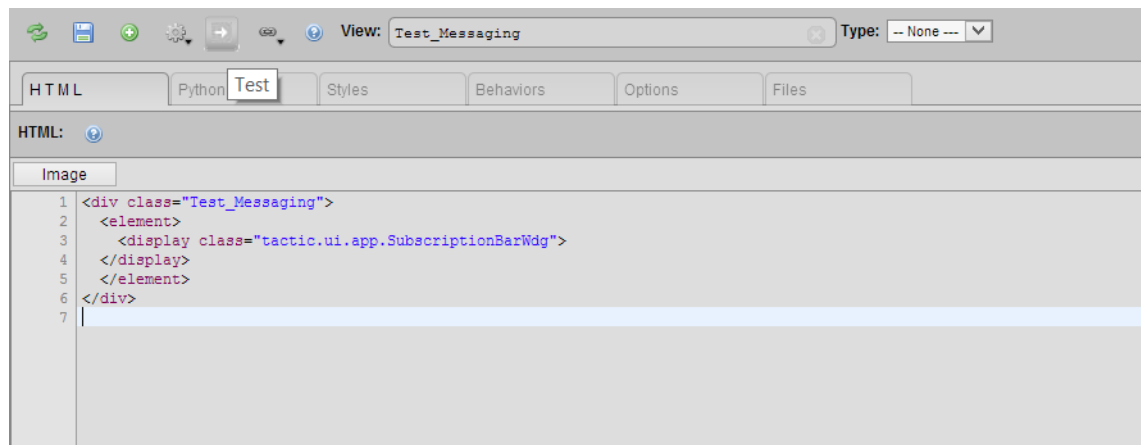 View: Test_Messaging Type: -- None ---
HTML Python Test Styles Behaviors Options Files
HTML:
Image
1 <div class="Test_Messaging">
2   <element>
3     <display class="tactic.ui.app.SubscriptionBarWdg">
4   </display>
5   </element>
6 </div>
7